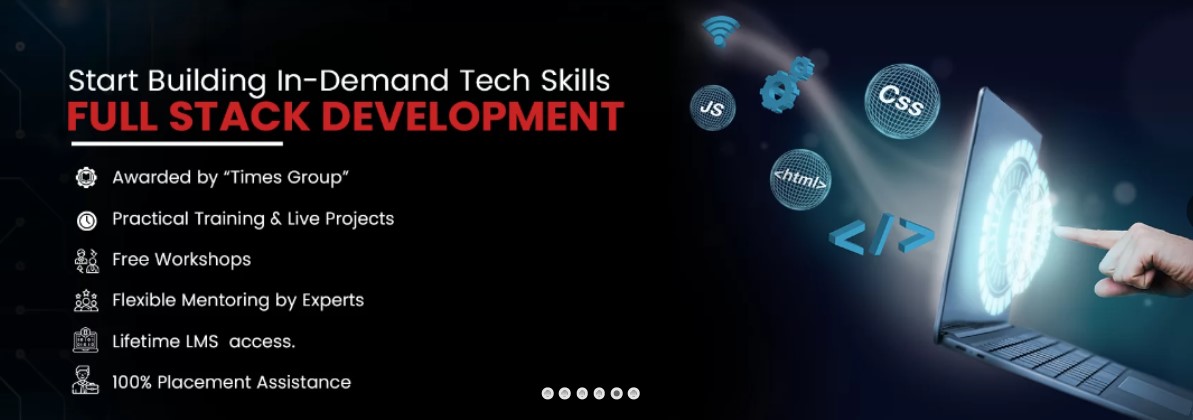 Start Building In-Demand Tech Skills
FULL STACK DEVELOPMENT
Awarded by “Times Group”
Practical Training & Live Projects
Free Workshops
Flexible Mentoring by Experts
Lifetime LMS  access.
100% Placement Assistance
JS
Css
<html>
</>